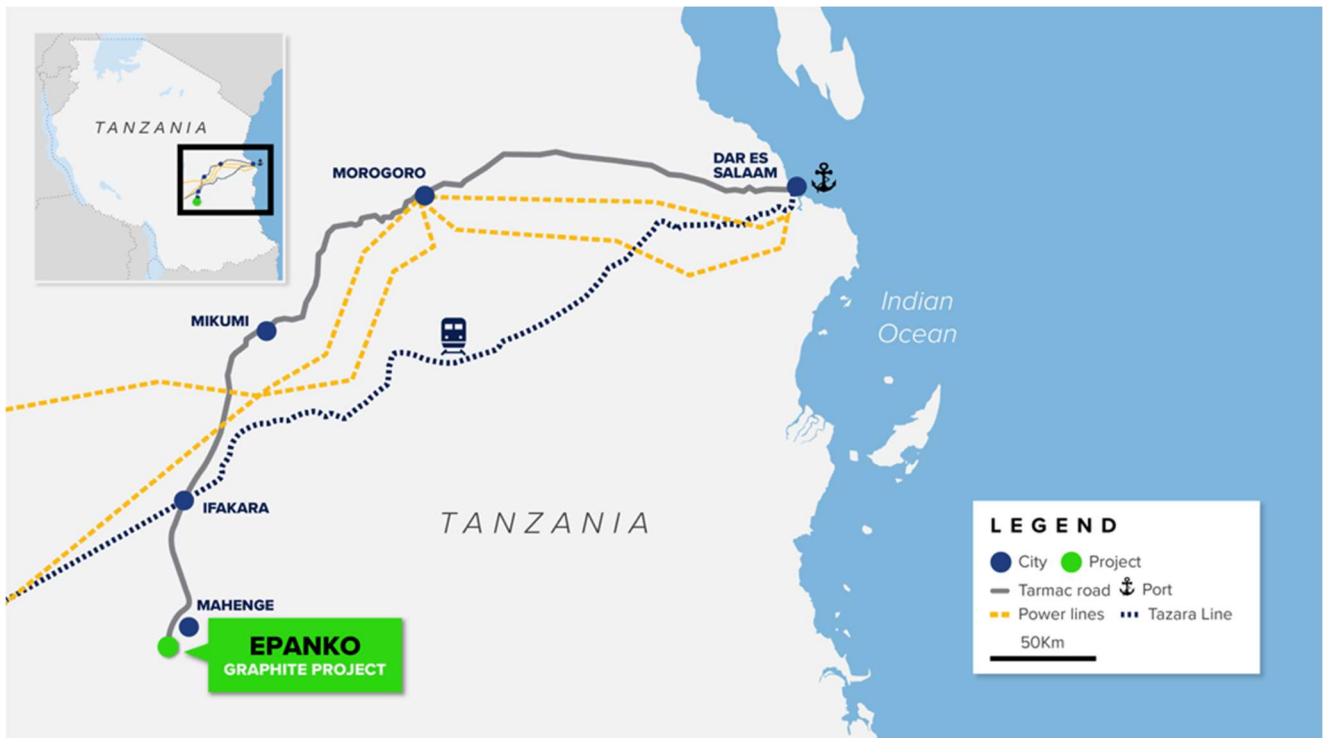 TANZANIA
MOROGORO
DAR ES
SALAAM
MIKUMI
Indian
Ocean
IFAKARA
TANZANIA
MAHENGE
EPANKO
GRAPHITE PROJECT
LEGEND
City Project
Tarmac road Port
Power lines Tazara Line
50Km